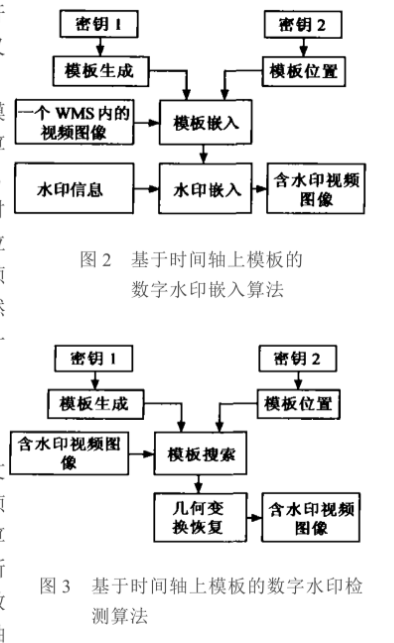 密钥1 密钥2
模板生成 模板位置
一个 WMS 内的
视频图像
模板嵌入
水印信息 水印嵌入 含水印视频
图像
图 2 基于时间轴上模板的
数字水印嵌入算法
密钥1 密钥2
模板生成 模板位置
含水印视频图
像
模板搜索
几何变
换恢复
含水印视频
图像
图 3 基于时间轴上模板的数字水印检
测算法